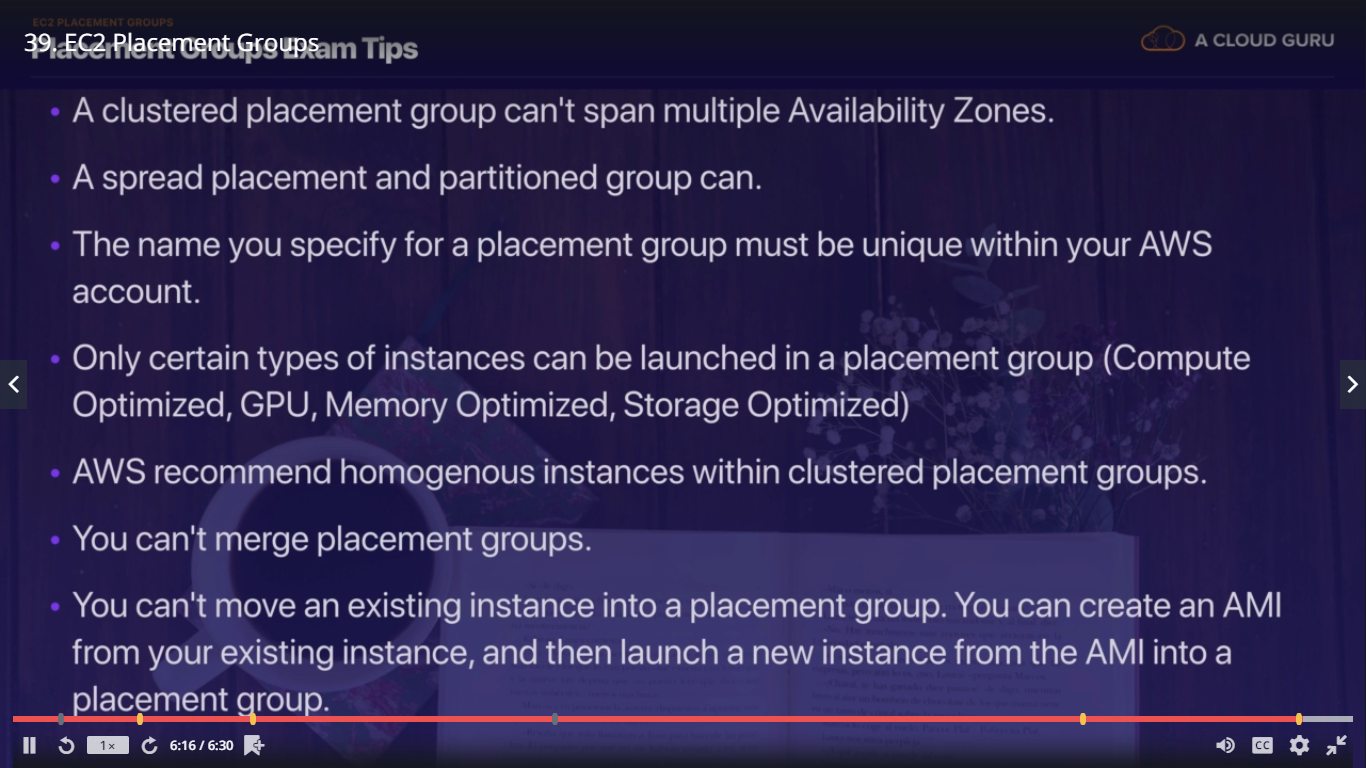 EC2 PLACEMENT GROUPS
39. EC2 Placement Groups
Placement Groups Exam Tips
A CLOUD GURU
• A clustered placement group can't span multiple Availability Zones.
• A spread placement and partitioned group can.
• The name you specify for a placement group must be unique within your AWS
account.
• Only certain types of instances can be launched in a placement group (Compute
Optimized, GPU, Memory Optimized, Storage Optimized)
• AWS recommend homogenous instances within clustered placement groups.
• You can't merge placement groups.
• You can't move an existing instance into a placement group. You can create an AMI
from your existing instance, and then launch a new instance from the AMI into a
placement group.
1× 6:16 / 6:30 CC